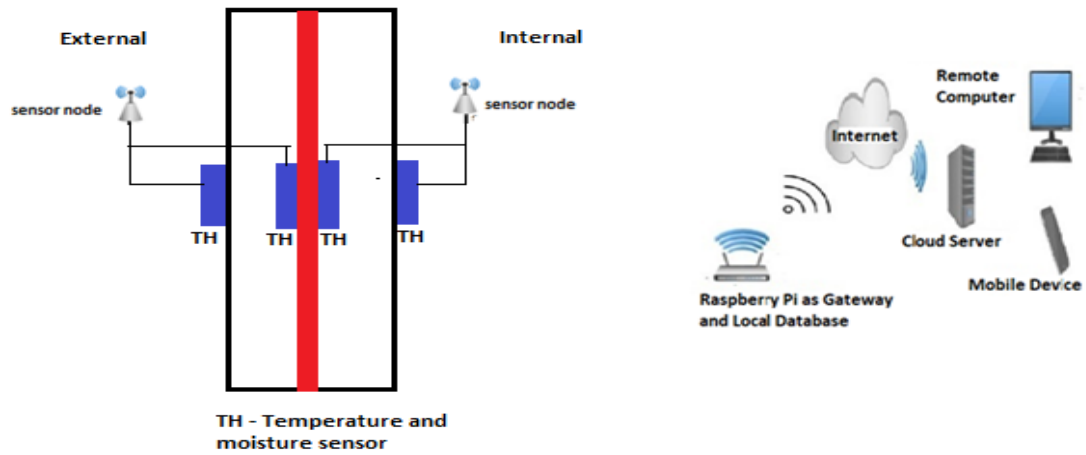 External
Internal
sensor node
sensor node
TH
TH
TH
TH
TH - Temperature and
moisture sensor
Remote
Computer
Internet
Cloud Server
Mobile Device
Raspberry Pi as Gateway
and Local Database